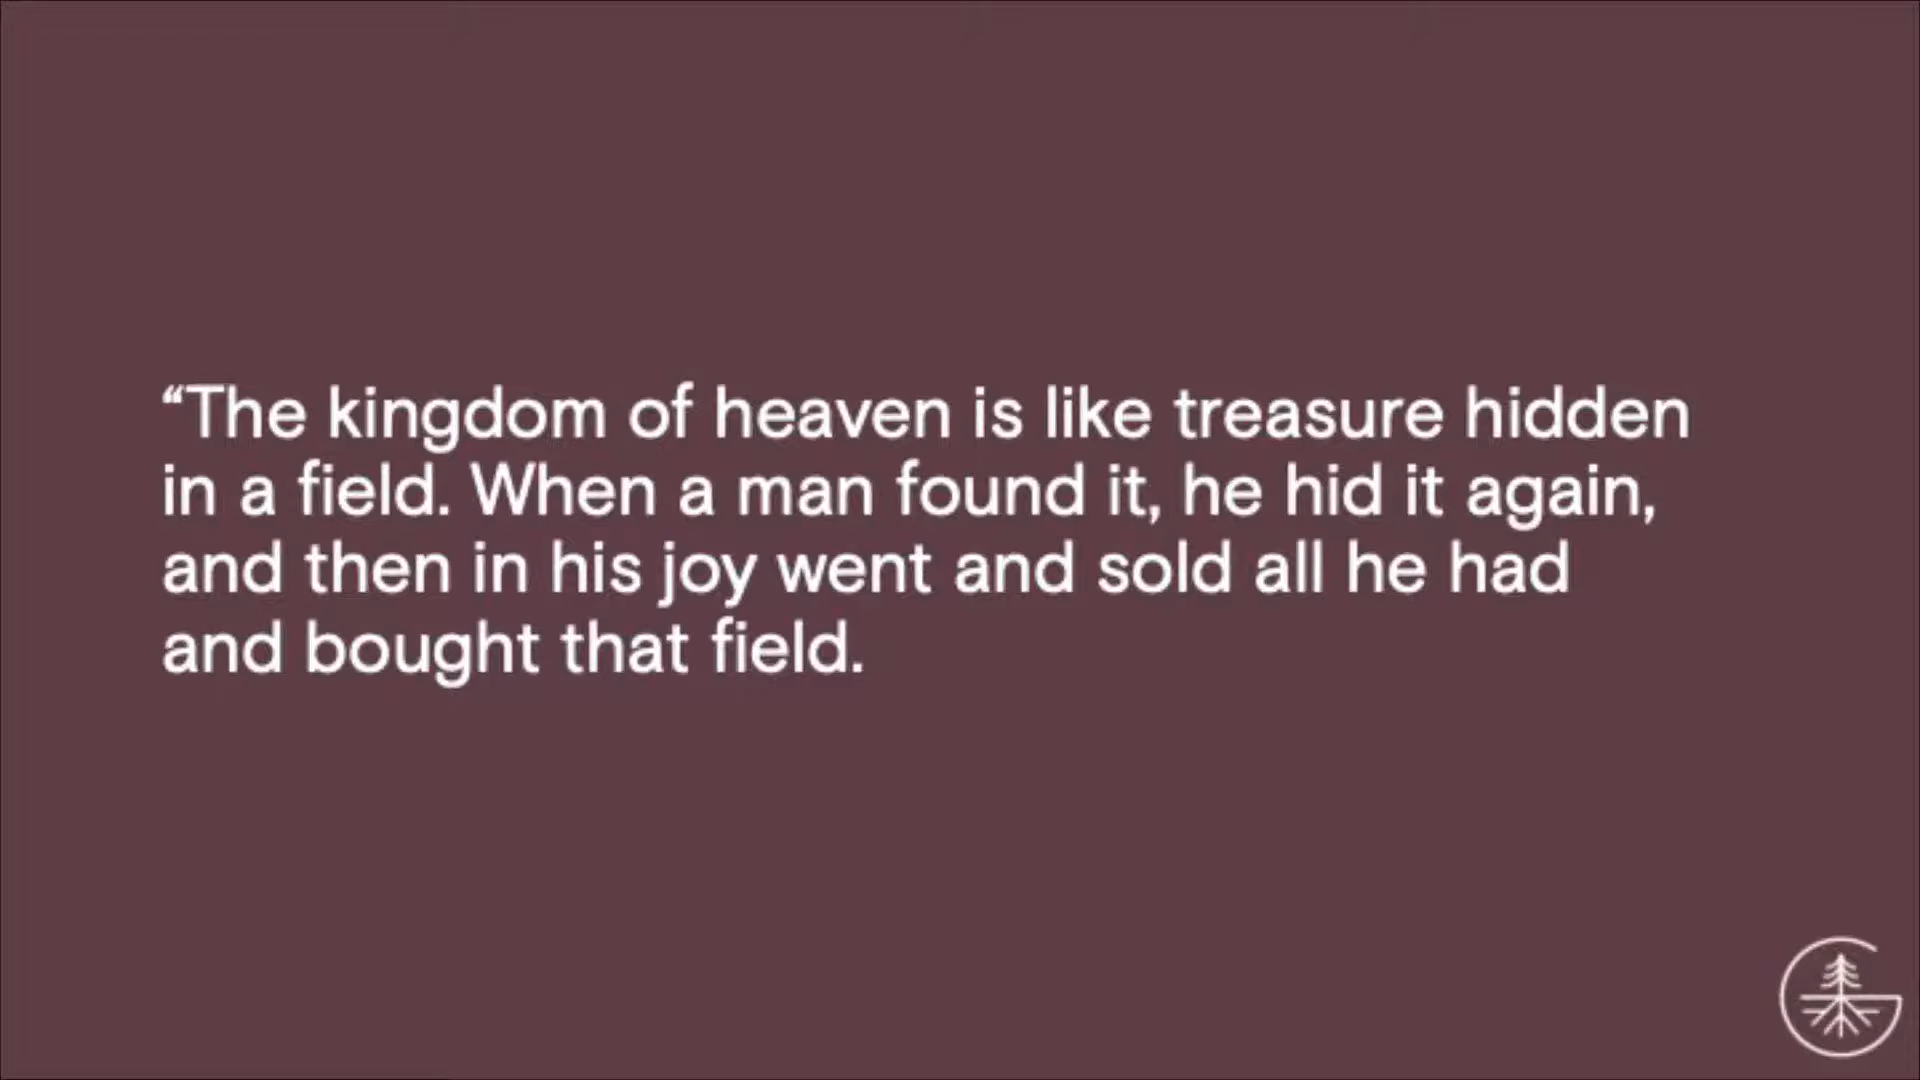 “The kingdom of heaven is like treasure hidden
in a field. When a man found it, he hid it again,
and then in his joy went and sold all he had
and bought that field.